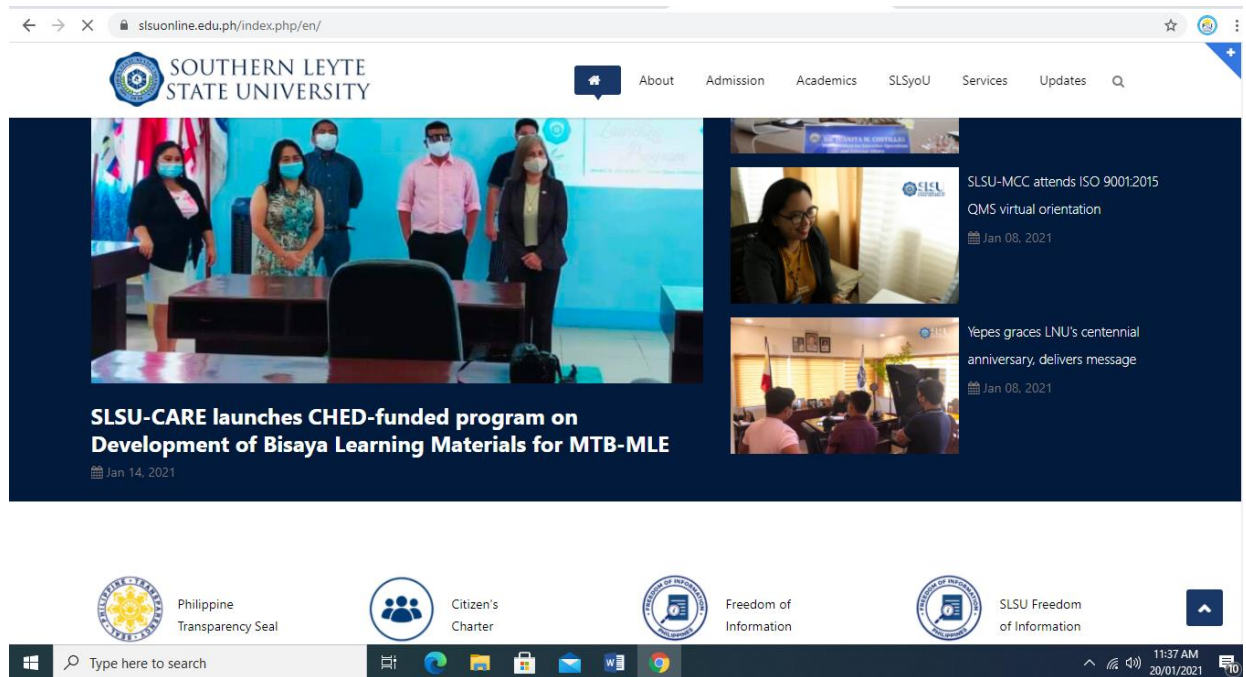 slsuonline.edu.ph/index.php/en/
SOUTHERN LEYTE
STATE UNIVERSITY
About Admission Academics SLSyoU Services Updates
SLSU-MCC attends ISO 9001:2015
QMS virtual orientation
Jan 08, 2021
Yepes graces LNU's centennial
anniversary, delivers message
Jan 08, 2021
SLSU-CARE launches CHED-funded program on
Development of Bisaya Learning Materials for MTB-MLE
Jan 14, 2021
Philippine
Transparency Seal
Citizen's
Charter
Freedom of
Information
SLSU Freedom
of Information
Type here to search
11:37 AM
20/01/2021
10